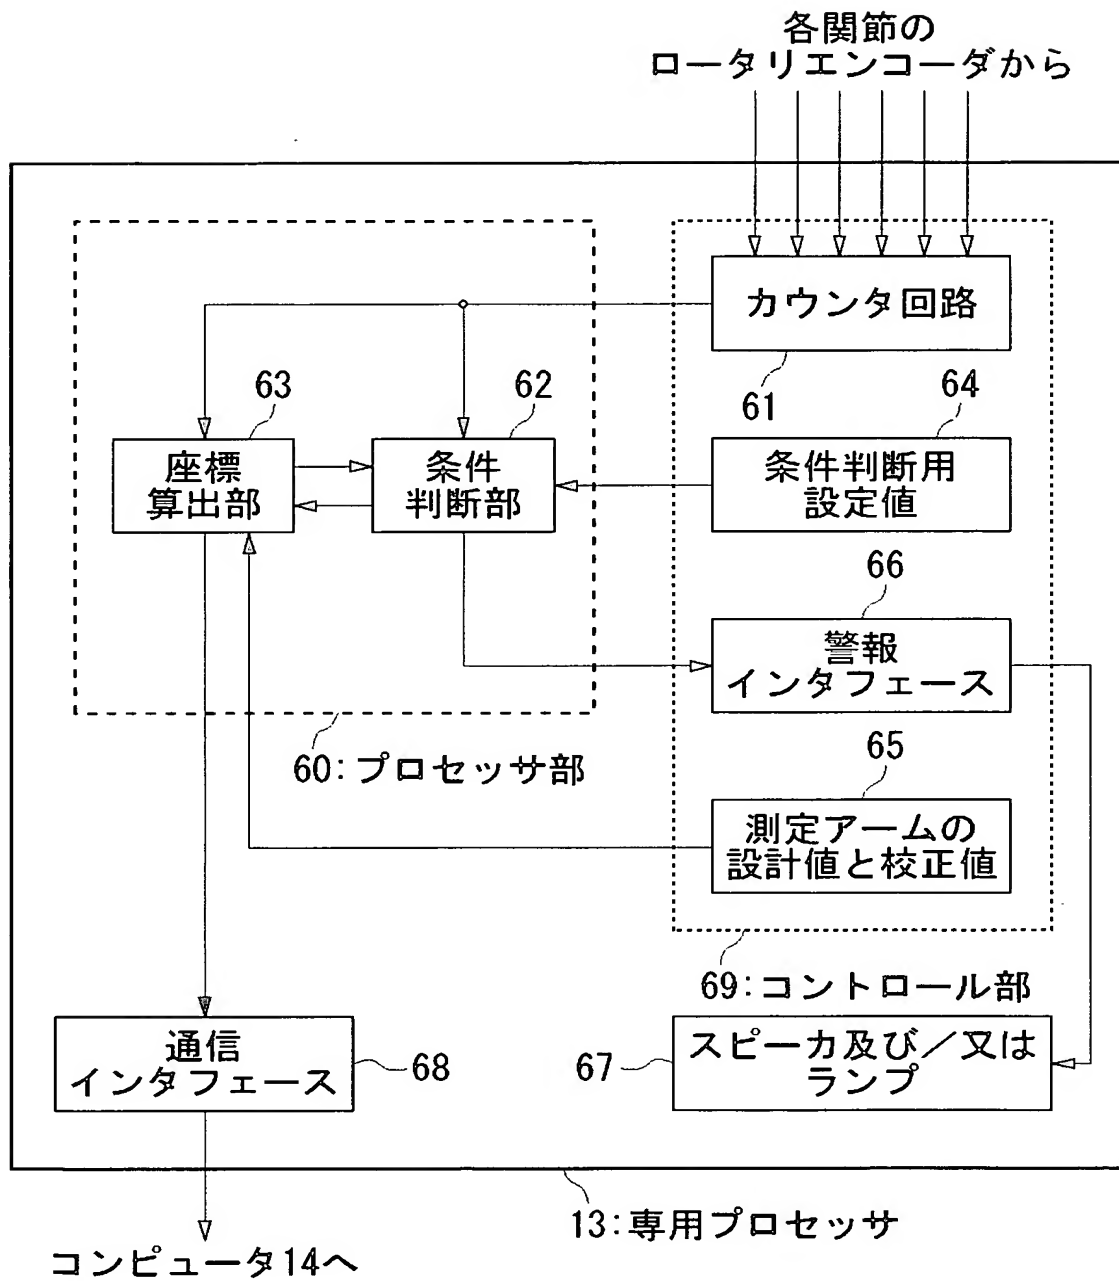 各関節の
ロータリエンコーダから
カウンタ回路
61
63
62
64
座標
算出部
条件
判断部
条件判断用
設定値
66
警報
インタフェース
60:プロセッサ部
65
測定アームの
設計値と校正値
69:コントロール部
通信
インタフェース
68
67
スピーカ及び/又は
ランプ
13:専用プロセッサ
コンピュータ14へ